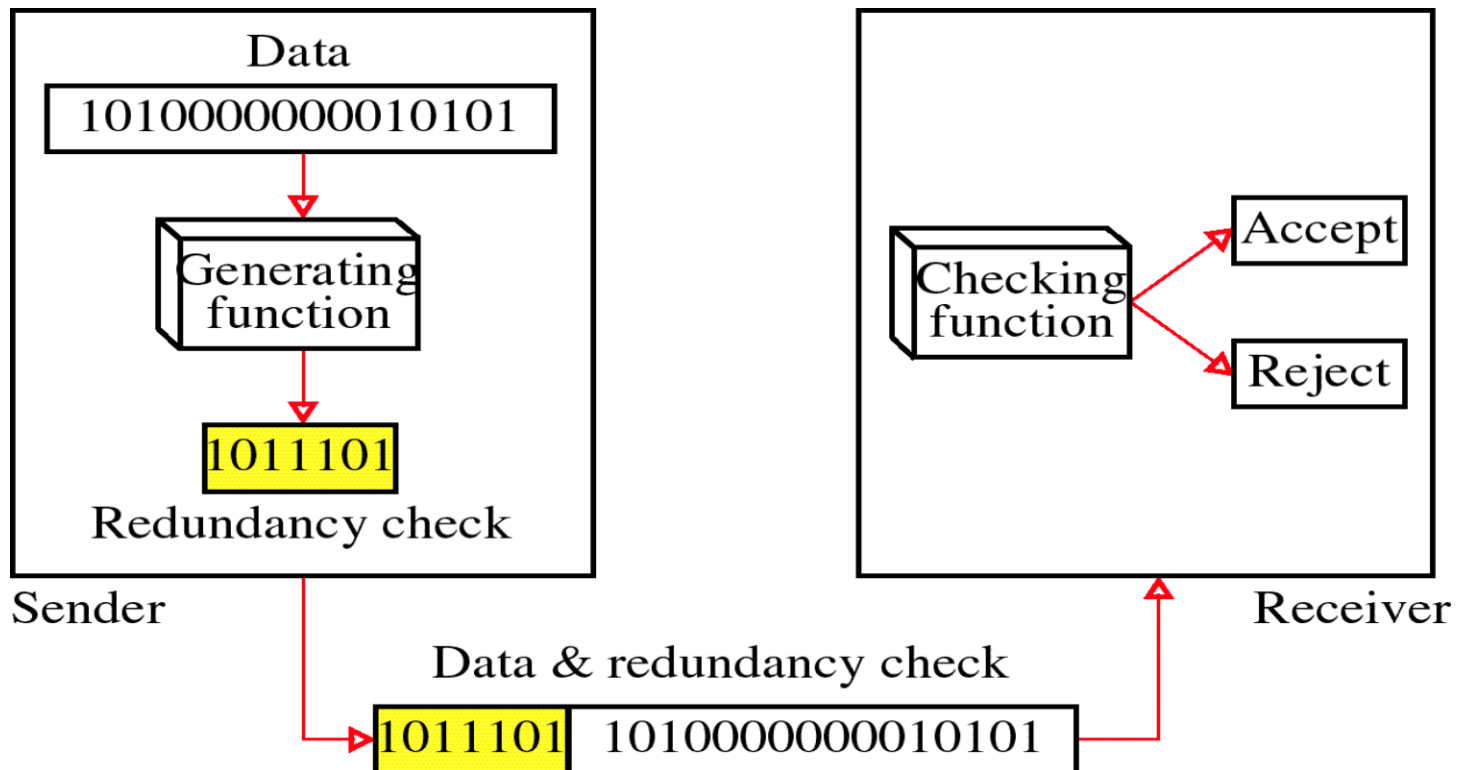 Data
1010000000010101
Generating
function
1011101
Redundancy check
Sender
Checking
function
Accept
Reject
Receiver
Data & redundancy check
1011101 1010000000010101